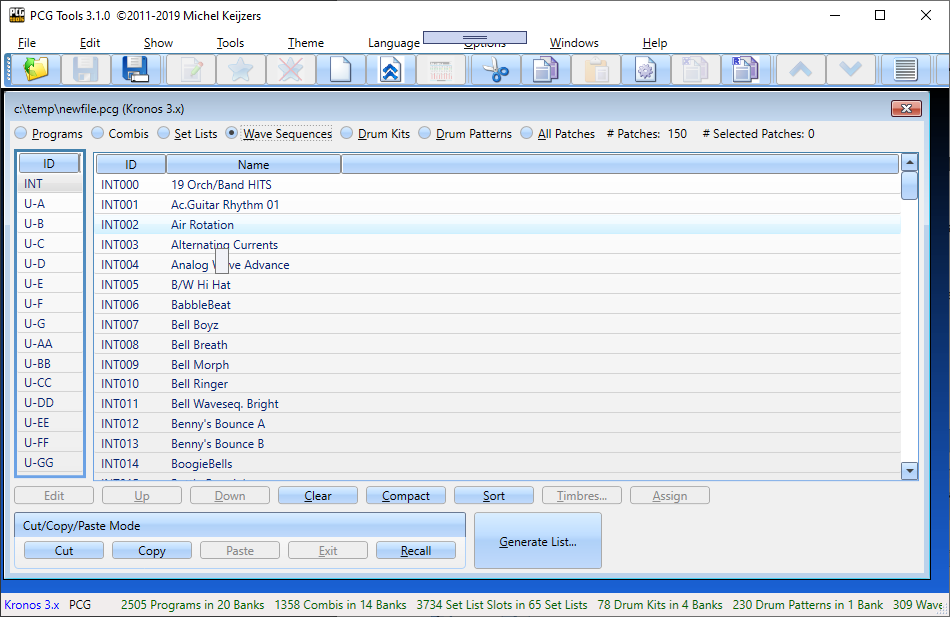 PCG Tools 3.1.0 ©2011-2019 Michel Keijzers
File Edit Show Tools Theme Language Options Windows Help
c:\temp\newfile.pcg (Kronos 3.x)
Programs Combis Set Lists Wave Sequences Drum Kits Drum Patterns All Patches # Patches: 150 # Selected Patches: 0
ID ID Name
INT INT000 19 Orch/Band HITS
U-A INT001 Ac.Guitar Rhythm 01
U-B INT002 Air Rotation
U-C INT003 Alternating Currents
U-D INT004 Analog Wave Advance
U-E INT005 B/W Hi Hat
U-F INT006 BabbleBeat
U-G INT007 Bell Boyz
U-AA INT008 Bell Breath
U-BB INT009 Bell Morph
U-CC INT010 Bell Ringer
U-DD INT011 Bell Waveseq. Bright
U-EE INT012 Benny's Bounce A
U-FF INT013 Benny's Bounce B
U-GG INT014 BoogieBells
Edit Up Down Clear Compact Sort Timbres... Assign
Cut/Copy/Paste Mode
Cut Copy Paste Exit Recall Generate List...
Kronos 3.x PCG 2505 Programs in 20 Banks 1358 Combis in 14 Banks 3734 Set List Slots in 65 Set Lists 78 Drum Kits in 4 Banks 230 Drum Patterns in 1 Bank 309 Wave